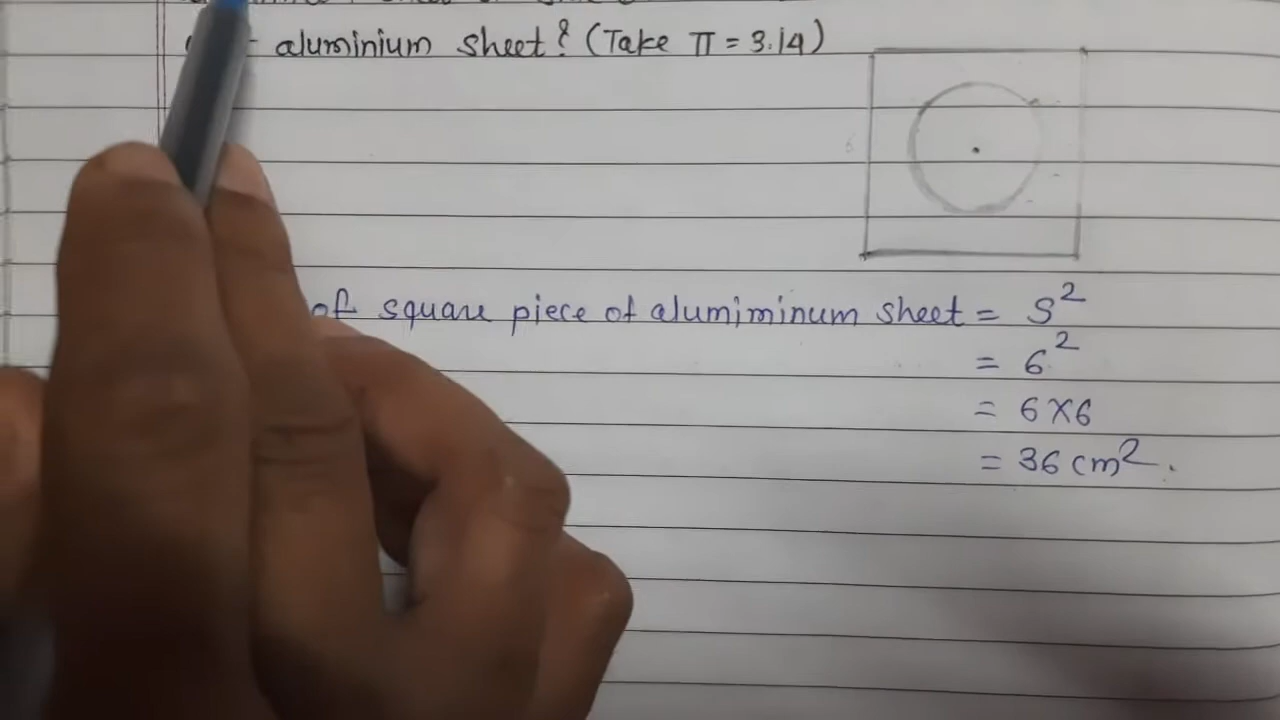 aluminium sheet? (Take π = 3.14)
of square piece of alumiminum sheet = S²
= 6²
= 6×6
= 36 cm².